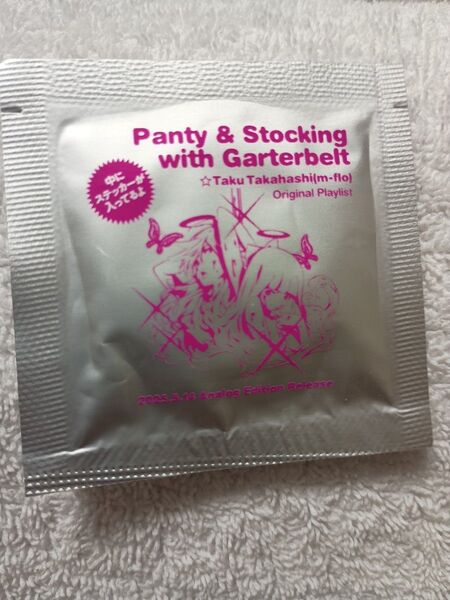 Panty & Stocking
with Garterbelt
☆Taku Takahashi(m-flo)
Original Playlist
中に
ステッカーが
入ってるよ
Analog Edition Release